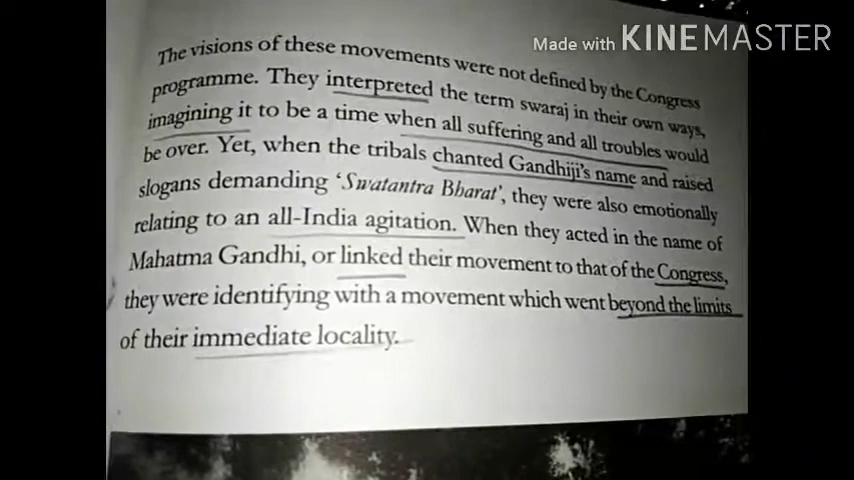 Made with KINEMASTER
The visions of these movements were not defined by the Congress
programme. They interpreted the term swaraj in their own ways,
imagining it to be a time when all suffering and all troubles would
be over. Yet, when the tribals chanted Gandhiji's name and raised
slogans demanding 'Swatantra Bharat', they were also emotionally
relating to an all-India agitation. When they acted in the name of
Mahatma Gandhi, or linked their movement to that of the Congress,
they were identifying with a movement which went beyond the limits
of their immediate locality.